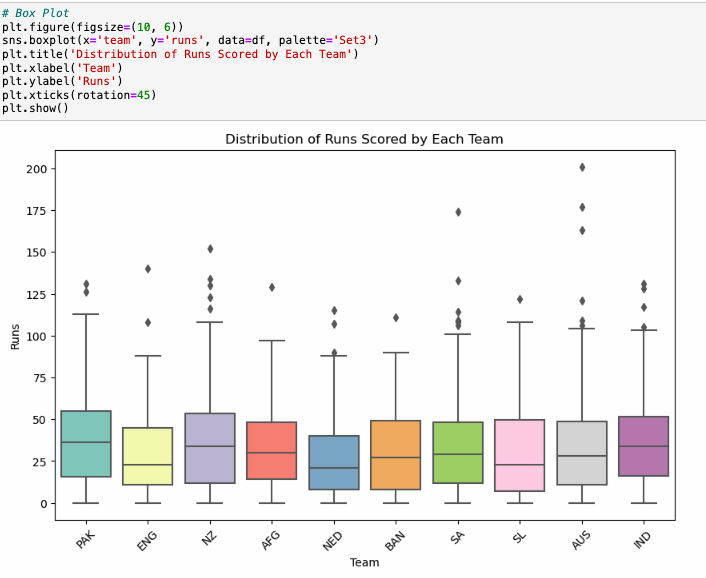 # Box Plot
plt.figure(figsize=(10, 6))
sns.boxplot(x='team', y='runs', data=df, palette='Set3')
plt.title('Distribution of Runs Scored by Each Team')
plt.xlabel('Team')
plt.ylabel('Runs')
plt.xticks(rotation=45)
plt.show()
Distribution of Runs Scored by Each Team
200
175
150
125
100
75
50
25
0
Runs
PAK
ENG
NZ
AFG
NED
BAN
SA
SL
AUS
IND
Team